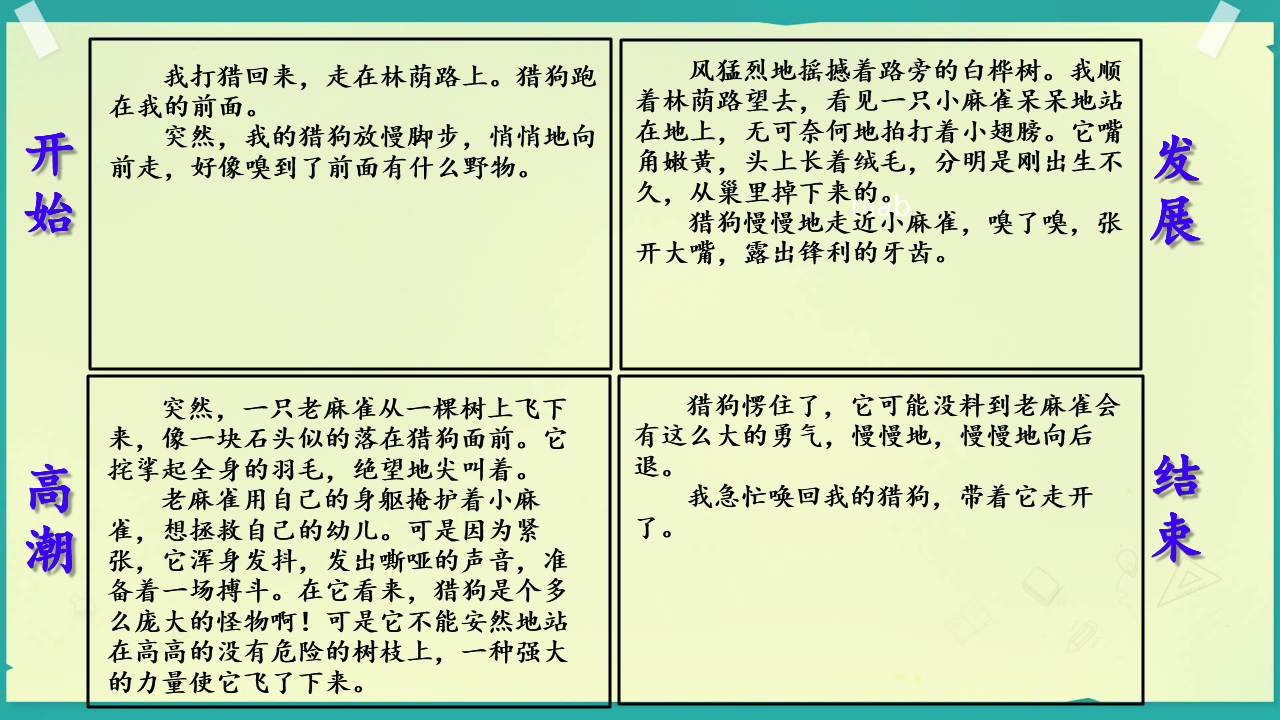 开
始
我打猎回来，走在林荫路上。猎狗跑
在我的前面。
突然，我的猎狗放慢脚步，悄悄地向
前走，好像嗅到了前面有什么野物。
风猛烈地摇撼着路旁的白桦树。我顺
着林荫路望去，看见一只小麻雀呆呆地站
在地上，无可奈何地拍打着小翅膀。它嘴
角嫩黄，头上长着绒毛，分明是刚出生不
久，从巢里掉下来的。
猎狗慢慢地走近小麻雀，嗅了嗅，张
开大嘴，露出锋利的牙齿。
发
展
高
潮
突然，一只老麻雀从一棵树上飞下
来，像一块石头似的落在猎狗面前。它
挓挲起全身的羽毛，绝望地尖叫着。
老麻雀用自己的身躯掩护着小麻
雀，想拯救自己的幼儿。可是因为紧
张，它浑身发抖，发出嘶哑的声音，准
备着一场搏斗。在它看来，猎狗是个多
么庞大的怪物啊！可是它不能安然地站
在高高的没有危险的树枝上，一种强大
的力量使它飞了下来。
猎狗愣住了，它可能没料到老麻雀会
有这么大的勇气，慢慢地，慢慢地向后
退。
我急忙唤回我的猎狗，带着它走开
了。
结
束